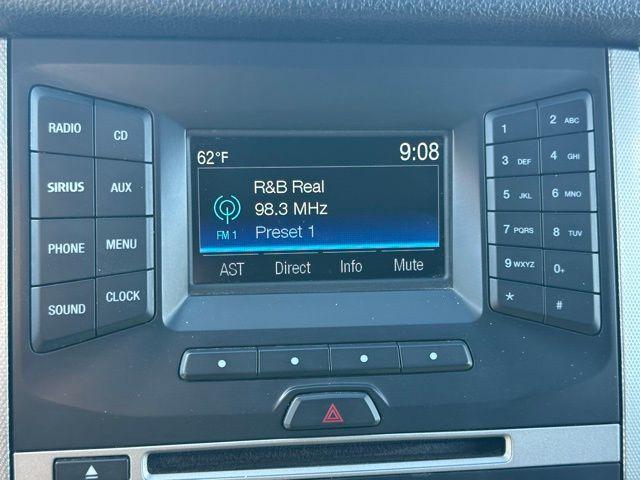 RADIO
CD
SIRIUS
AUX
PHONE
MENU
SOUND
CLOCK
62°F
9:08
R&B Real
98.3 MHz
FM 1
Preset 1
AST Direct Info Mute
1
2 ABC
3 DEF
4 GHI
5 JKL
6 MNO
7 PQRS
8 TUV
9 WXYZ
0+
*
#